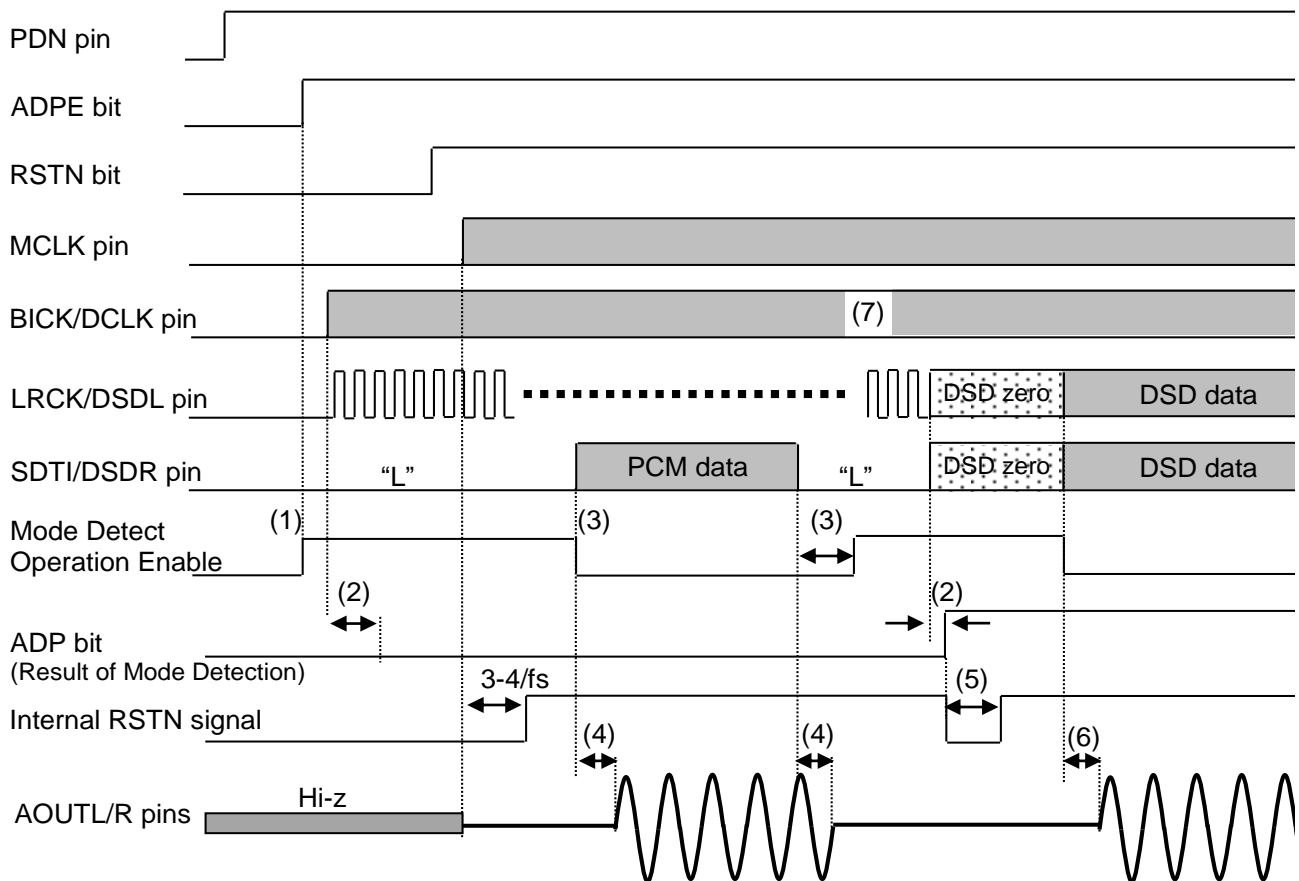 PDN pin
ADPE bit
RSTN bit
MCLK pin
BICK/DCLK pin
(7)
LRCK/DSDL pin
DSD zero
DSD data
SDTI/DSDR pin
“L”
PCM data
“L”
DSD zero
DSD data
Mode Detect
Operation Enable
(1)
(3)
(3)
(2)
(2)
ADP bit
(Result of Mode Detection)
3-4/fs
(5)
Internal RSTN signal
(4)
(4)
(6)
AOUTL/R pins
Hi-z